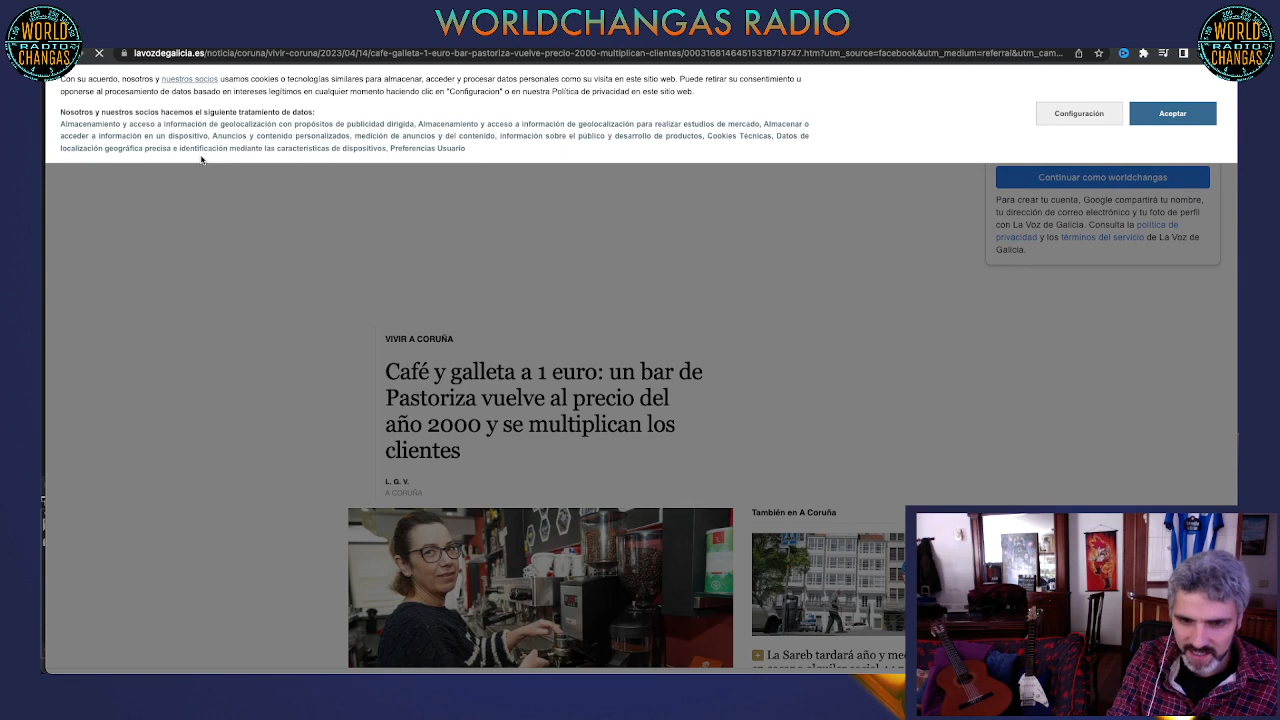 WORLDCHANGAS RADIO
WORLD
RADIO
CHANGAS
WORLD
RADIO
CHANGAS
lavozdegalicia.es/noticia/coruna/vivir-coruna/2023/04/14/cafe-galleta-1-euro-bar-pastoriza-vuelve-precio-2000-multiplican-clientes/00031681464515318718747.htm?utm_source=facebook&utm_medium=referral&utm_cam...
Con su acuerdo, nosotros y nuestros socios usamos cookies o tecnologías similares para almacenar, acceder y procesar datos personales como su visita en este sitio web. Puede retirar su consentimiento u
oponerse al procesamiento de datos basado en intereses legítimos en cualquier momento haciendo clic en "Configuracion" o en nuestra Política de privacidad en este sitio web.
Nosotros y nuestros socios hacemos el siguiente tratamiento de datos:
Almacenamiento y acceso a información de geolocalización con propósitos de publicidad dirigida, Almacenamiento y acceso a información de geolocalización para realizar estudios de mercado, Almacenar o
acceder a información en un dispositivo, Anuncios y contenido personalizados, medición de anuncios y del contenido, información sobre el público y desarrollo de productos, Cookies Técnicas, Datos de
localización geográfica precisa e identificación mediante las características de dispositivos, Preferencias Usuario
Configuración
Aceptar
Continuar como worldchangas
Para crear tu cuenta, Google compartirá tu nombre,
tu dirección de correo electrónico y tu foto de perfil
con La Voz de Galicia. Consulta la política de
privacidad y los términos del servicio de La Voz de
Galicia.
VIVIR A CORUÑA
Café y galleta a 1 euro: un bar de
Pastoriza vuelve al precio del
año 2000 y se multiplican los
clientes
L. G. V.
A CORUÑA
También en A Coruña
La Sareb tardará año y me